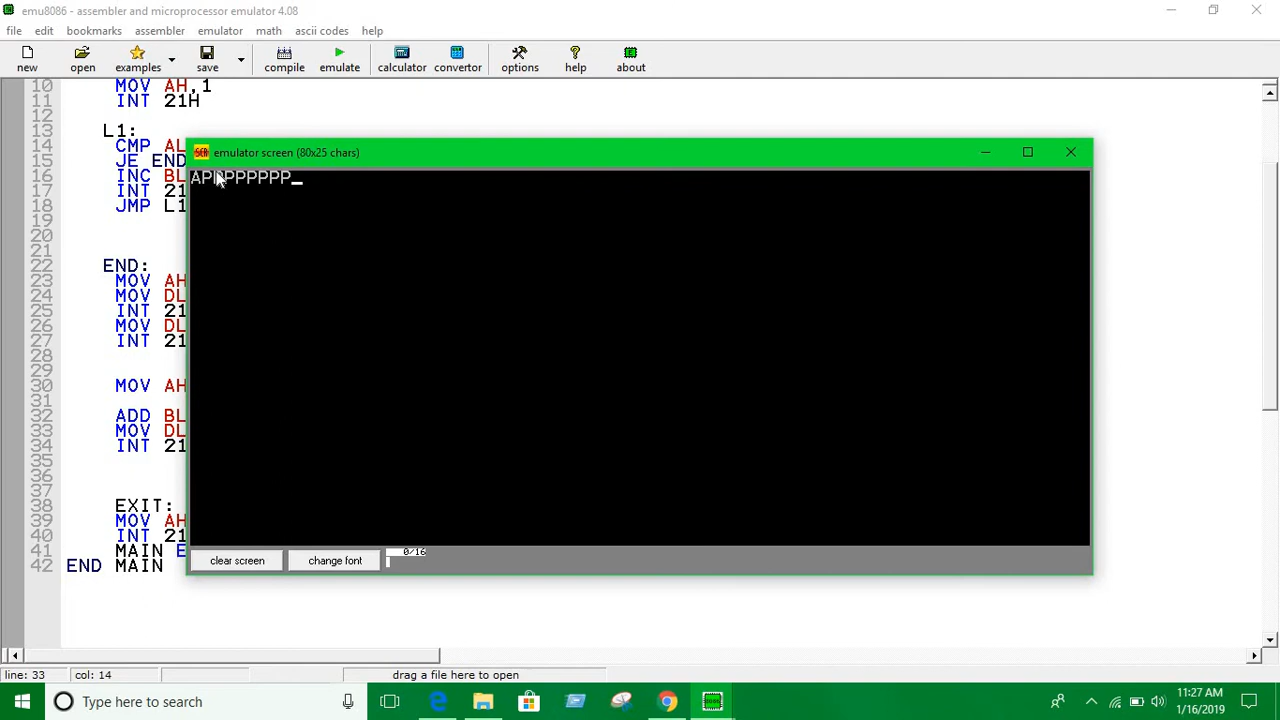 emu8086 - assembler and microprocessor emulator 4.08
file edit bookmarks assembler emulator math ascii codes help
new open examples save compile emulate calculator convertor options help about
10 MOV AH,1
11 INT 21H
12
13 L1:
14 CMP AL
15 JE END
16 INC BL
17 INT 21
18 JMP L1
19
20
21
22 END:
23 MOV AH
24 MOV DL
25 INT 21
26 MOV DL
27 INT 21
28
29
30 MOV AH
31
32 ADD BL
33 MOV DL
34 INT 21
35
36
37
38 EXIT:
39 MOV AH
40 INT 21
41 MAIN E
42 END MAIN
emulator screen (80x25 chars)
clear screen change font 0/16
line: 33 col: 14 drag a file here to open
Type here to search
11:27 AM
1/16/2019